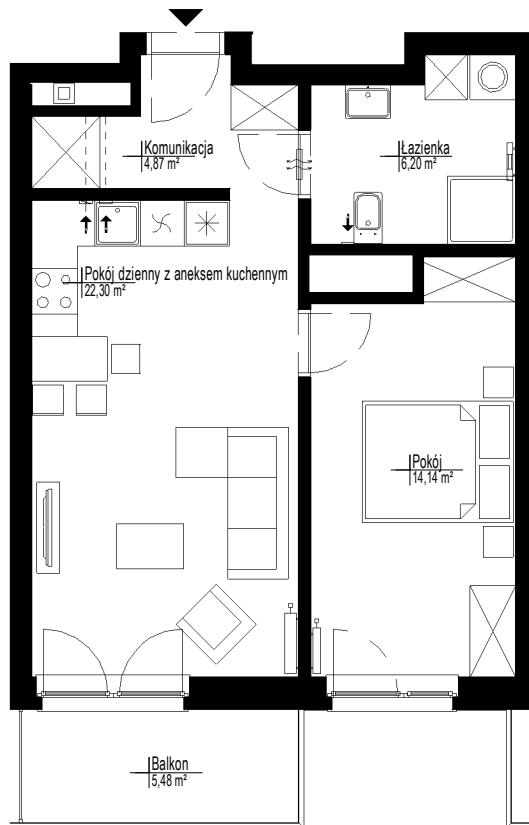 Komunikacja
4,87 m²
Łazienka
6,20 m²
Pokój dzienny z aneksem kuchennym
22,30 m²
Pokój
14,14 m²
Balkon
5,48 m²